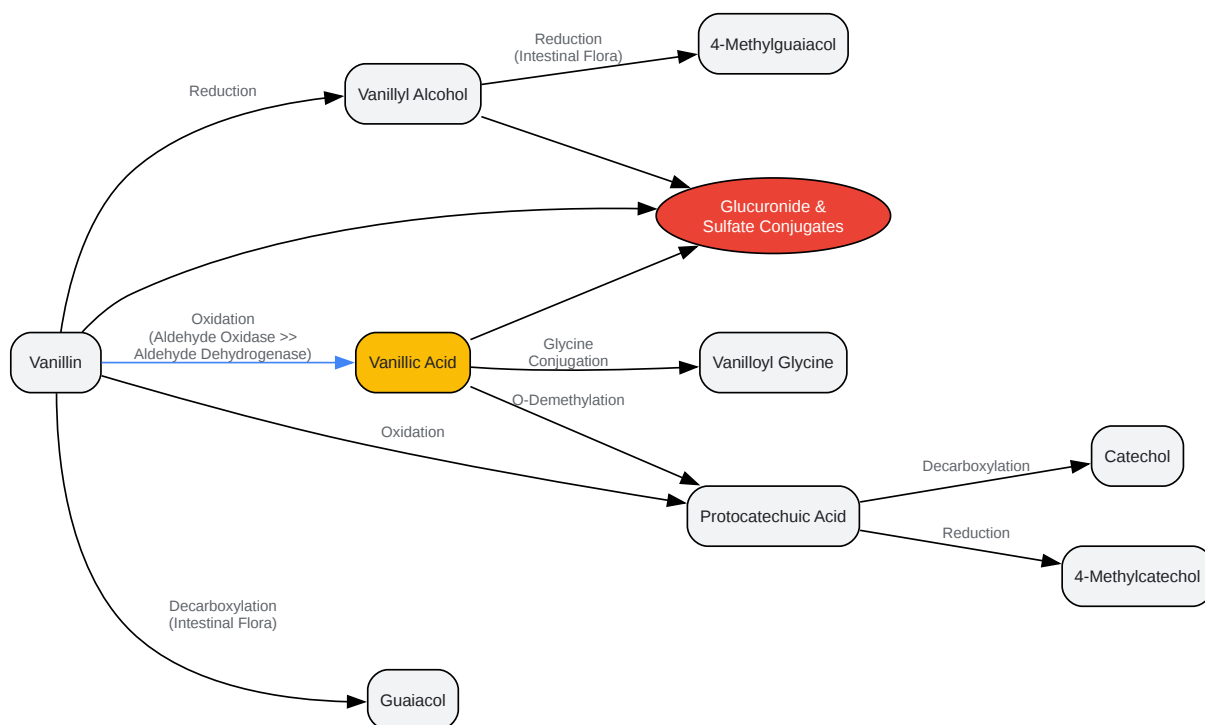 Reduction
(Intestinal Flora)
4-Methylguaiacol
Reduction
Vanillyl Alcohol
Glucuronide &
Sulfate Conjugates
Oxidation
(Aldehyde Oxidase >>
Aldehyde Dehydrogenase)
Vanillin
Vanillic Acid
Glycine
Conjugation
Vanilloyl Glycine
O-Demethylation
Oxidation
Protocatechuic Acid
Decarboxylation
Catechol
Reduction
4-Methylcatechol
Decarboxylation
(Intestinal Flora)
Guaiacol